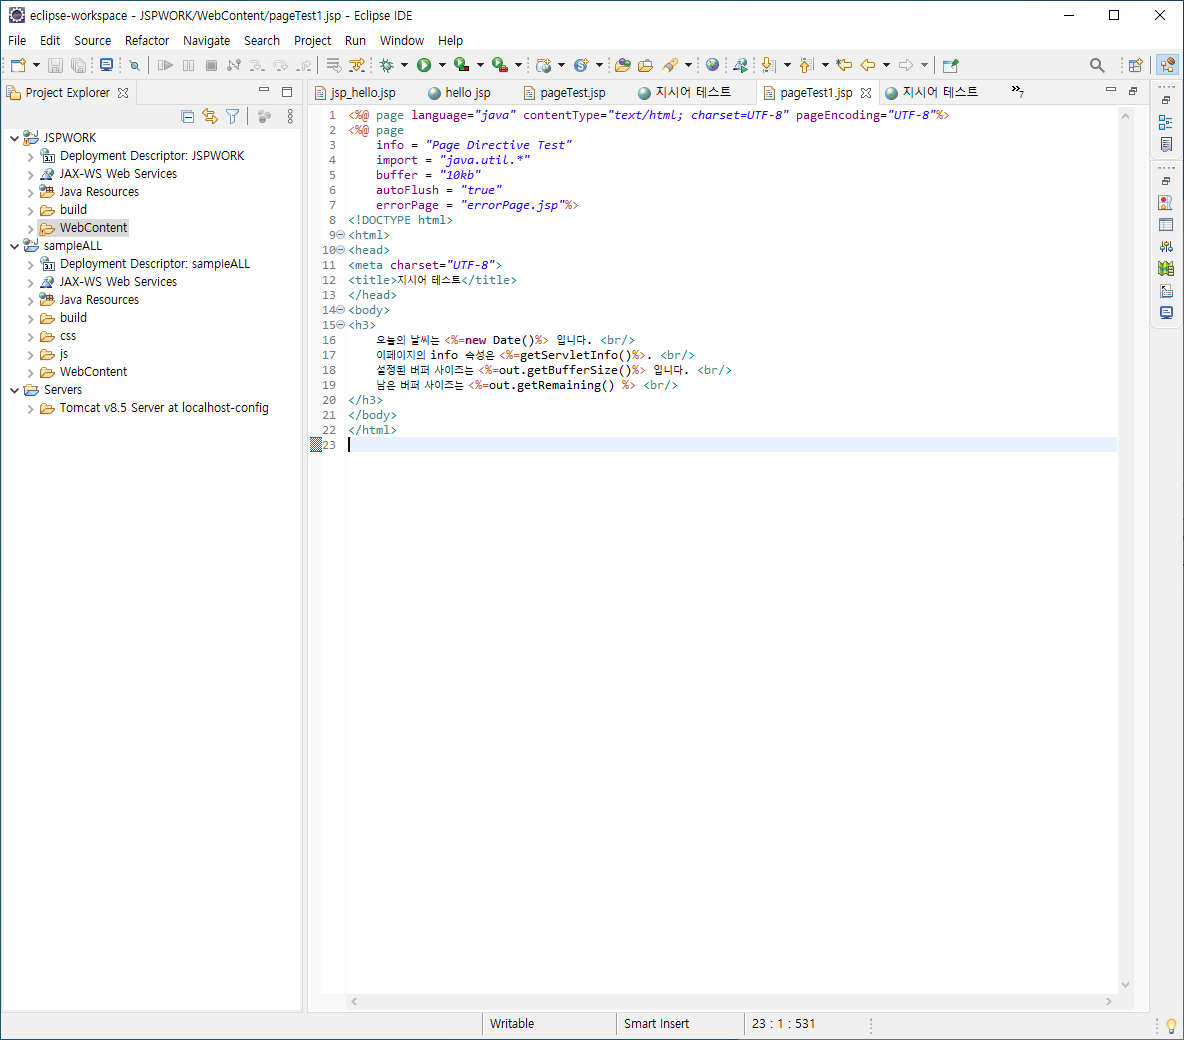 eclipse-workspace - JSPWORK/WebContent/pageTest1.jsp - Eclipse IDE
File Edit Source Refactor Navigate Search Project Run Window Help
Project Explorer
jsp_hello.jsp hello jsp pageTest.jsp 지시어 테스트 pageTest1.jsp 지시어 테스트 »7
JSPWORK
Deployment Descriptor: JSPWORK
JAX-WS Web Services
Java Resources
build
WebContent
sampleALL
Deployment Descriptor: sampleALL
JAX-WS Web Services
Java Resources
build
css
js
WebContent
Servers
Tomcat v8.5 Server at localhost-config
1 <%@ page language="java" contentType="text/html; charset=UTF-8" pageEncoding="UTF-8"%>
2 <%@ page
3 info = "Page Directive Test"
4 import = "java.util.*"
5 buffer = "10kb"
6 autoFlush = "true"
7 errorPage = "errorPage.jsp"%>
8 <!DOCTYPE html>
9 <html>
10 <head>
11 <meta charset="UTF-8">
12 <title>지시어 테스트</title>
13 </head>
14 <body>
15 <h3>
16 오늘의 날씨는 <%=new Date()%> 입니다. <br/>
17 이페이지의 info 속성은 <%=getServletInfo()%>. <br/>
18 설정된 버퍼 사이즈는 <%=out.getBufferSize()%> 입니다. <br/>
19 남은 버퍼 사이즈는 <%=out.getRemaining() %> <br/>
20 </h3>
21 </body>
22 </html>
23
Writable Smart Insert 23 : 1 : 531